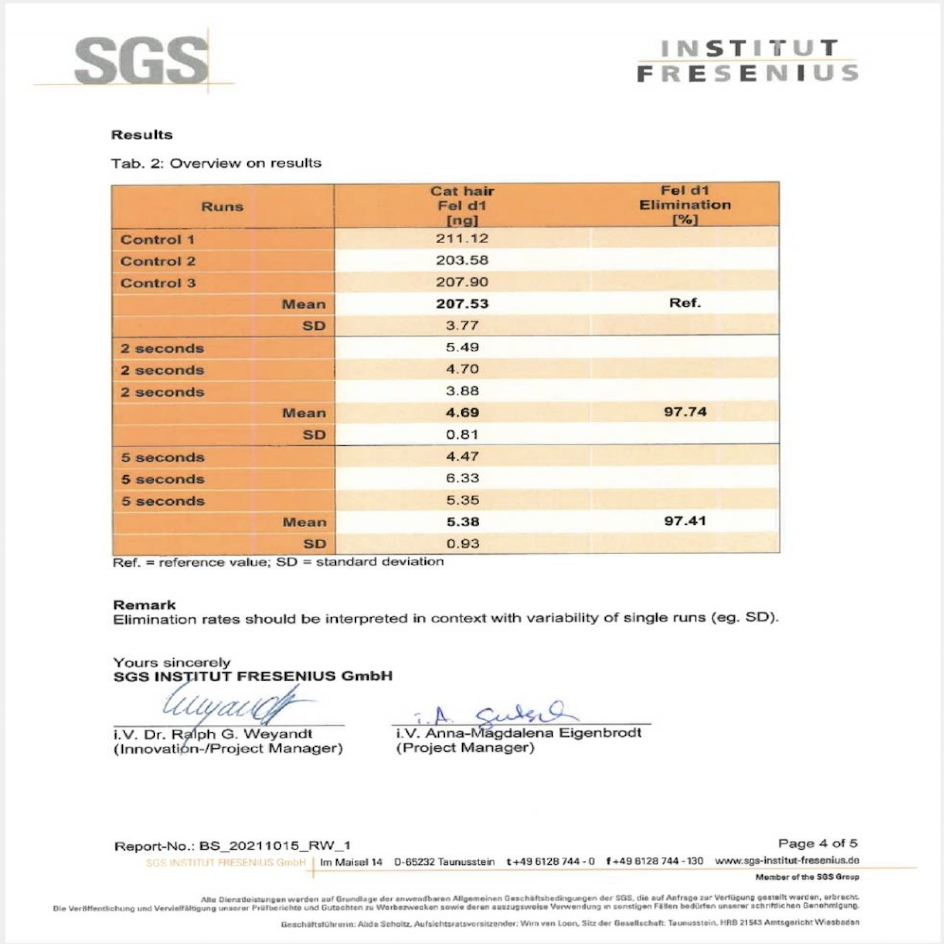 SGS
INSTITUT
FRESENIUS
Results
Tab. 2: Overview on results
Runs Cat hair Fel d1 [ng] Fel d1 Elimination [%]
Control 1 211.12
Control 2 203.58
Control 3 207.90
Mean 207.53 Ref.
SD 3.77
2 seconds 5.49
2 seconds 4.70
2 seconds 3.88
Mean 4.69 97.74
SD 0.81
5 seconds 4.47
5 seconds 6.33
5 seconds 5.35
Mean 5.38 97.41
SD 0.93
Ref. = reference value; SD = standard deviation
Remark
Elimination rates should be interpreted in context with variability of single runs (eg. SD).
Yours sincerely
SGS INSTITUT FRESENIUS GmbH
i.A.
i.V. Dr. Ralph G. Weyandt i.V. Anna-Magdalena Eigenbrodt
(Innovation-/Project Manager) (Project Manager)
Report-No.: BS_20211015_RW_1 Page 4 of 5
SGS INSTITUT FRESENIUS GmbH Im Maisel 14 D-65232 Taunusstein t+49 6128 744 - 0 f+49 6128 744 -130 www.sgs-institut-fresenius.de
Member of the SGS Group
Alle Dienstleistungen werden auf Grundlage der anwendbaren Allgemeinen Geschäftsbedingungen der SGS, die auf Anfrage zur Verfügung gestellt werden, erbracht.
Die Veröffentlichung und Vervielfältigung unserer Prüfberichte und Gutachten zu Werbezwecken sowie deren auszugsweise Verwendung in sonstigen Fällen bedürfen unserer schriftlichen Genehmigung.
Geschäftsführerin: Aide Scholtz, Aufsichtsratsvorsitzender: Wim van Loon, Sitz der Gesellschaft: Taunusstein, HRB 21543 Amtsgericht Wiesbaden